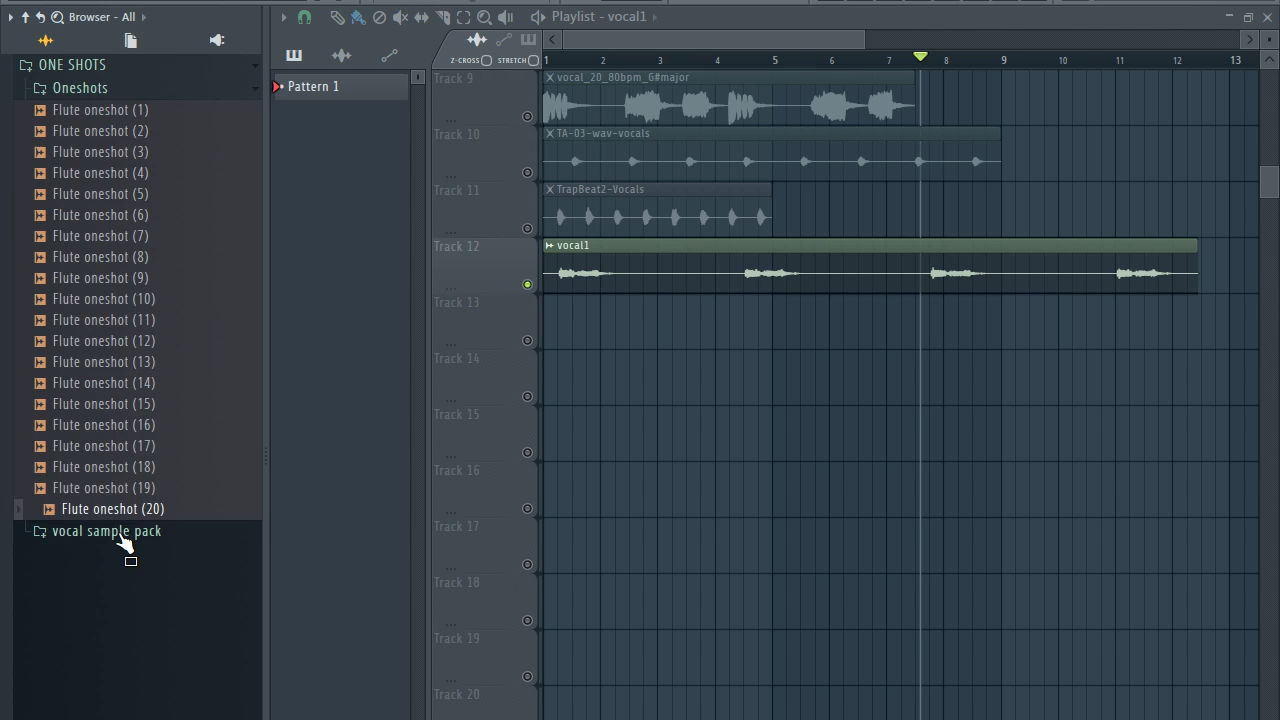 Browser - All
Playlist - vocal1
Z-CROSS STRETCH
1 2 3 4 5 6 7 8 9 10 11 12 13
ONE SHOTS
Oneshots
Flute oneshot (1)
Flute oneshot (2)
Flute oneshot (3)
Flute oneshot (4)
Flute oneshot (5)
Flute oneshot (6)
Flute oneshot (7)
Flute oneshot (8)
Flute oneshot (9)
Flute oneshot (10)
Flute oneshot (11)
Flute oneshot (12)
Flute oneshot (13)
Flute oneshot (14)
Flute oneshot (15)
Flute oneshot (16)
Flute oneshot (17)
Flute oneshot (18)
Flute oneshot (19)
Flute oneshot (20)
vocal sample pack
Pattern 1
Track 9
vocal_20_80bpm_G#major
Track 10
TA-03-wav-vocals
Track 11
TrapBeat2-Vocals
Track 12
vocal1
Track 13
Track 14
Track 15
Track 16
Track 17
Track 18
Track 19
Track 20